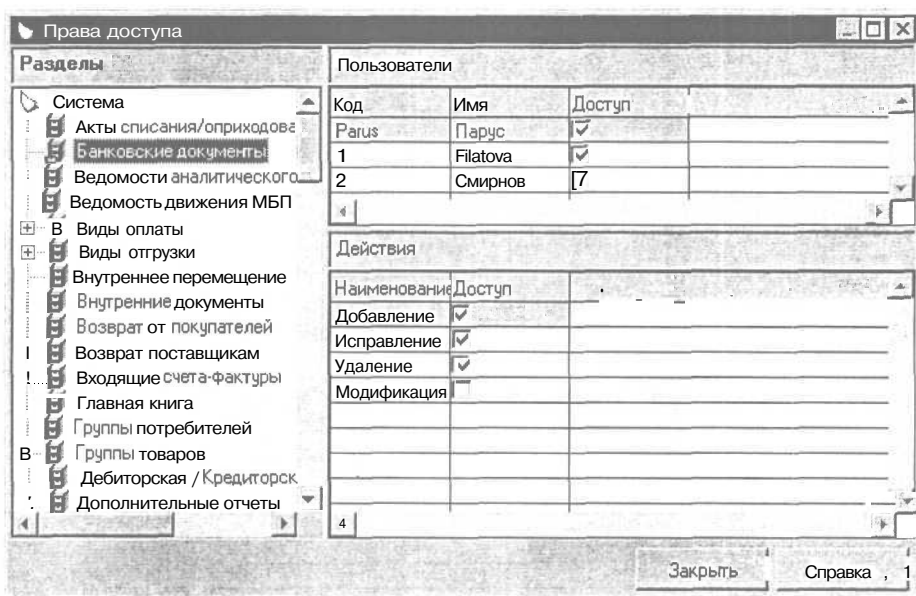 Права доступа
Разделы
Система
Акты списания/оприходова
Банковские документы
Ведомости аналитического
Ведомость движения МБП
В Виды оплаты
Виды отгрузки
Внутреннее перемещение
Внутренние документы
Возврат от покупателей
Возврат поставщикам
Входящие счета-фактуры
Главная книга
Группы потребителей
В Группы товаров
Дебиторская / Кредиторск
Дополнительные отчеты
Пользователи
Код Имя Доступ
Parus Парус
1 Filatova
2 Смирнов [7
Действия
Наименование Доступ
Добавление
Исправление
Удаление
Модификация
4
Закрыть
Справка , 1